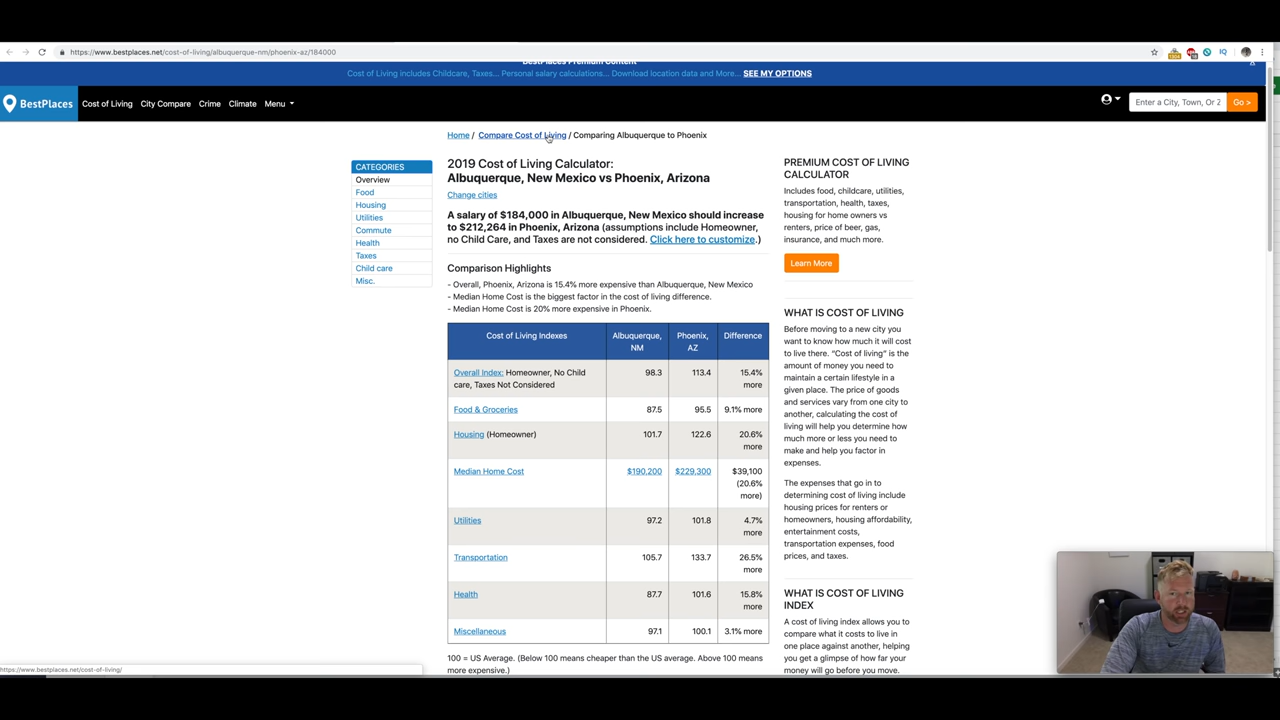 https://www.bestplaces.net/cost-of-living/albuquerque-nm/phoenix-az/184000
BestPlaces Premium Content
Cost of Living includes Childcare, Taxes... Personal salary calculations... Download location data and More... SEE MY OPTIONS
BestPlaces
Cost of Living City Compare Crime Climate Menu
Enter a City, Town, Or Z
Go >
Home / Compare Cost of Living / Comparing Albuquerque to Phoenix
CATEGORIES
Overview
Food
Housing
Utilities
Commute
Health
Taxes
Child care
Misc.
2019 Cost of Living Calculator:
Albuquerque, New Mexico vs Phoenix, Arizona
Change cities
A salary of $184,000 in Albuquerque, New Mexico should increase
to $212,264 in Phoenix, Arizona (assumptions include Homeowner,
no Child Care, and Taxes are not considered. Click here to customize.)
Comparison Highlights
- Overall, Phoenix, Arizona is 15.4% more expensive than Albuquerque, New Mexico
- Median Home Cost is the biggest factor in the cost of living difference.
- Median Home Cost is 20% more expensive in Phoenix.
Cost of Living Indexes Albuquerque, NM Phoenix, AZ Difference
Overall Index: Homeowner, No Child care, Taxes Not Considered 98.3 113.4 15.4% more
Food & Groceries 87.5 95.5 9.1% more
Housing (Homeowner) 101.7 122.6 20.6% more
Median Home Cost $190,200 $229,300 $39,100 (20.6% more)
Utilities 97.2 101.8 4.7% more
Transportation 105.7 133.7 26.5% more
Health 87.7 101.6 15.8% more
Miscellaneous 97.1 100.1 3.1% more
100 = US Average. (Below 100 means cheaper than the US average. Above 100 means
more expensive.)
PREMIUM COST OF LIVING
CALCULATOR
Includes food, childcare, utilities,
transportation, health, taxes,
housing for home owners vs
renters, price of beer, gas,
insurance, and much more.
Learn More
WHAT IS COST OF LIVING
Before moving to a new city you
want to know how much it will cost
to live there. “Cost of living” is the
amount of money you need to
maintain a certain lifestyle in a
given place. The price of goods
and services vary from one city to
another, calculating the cost of
living will help you determine how
much more or less you need to
make and help you factor in
expenses.
The expenses that go in to
determining cost of living include
housing prices for renters or
homeowners, housing affordability,
entertainment costs,
transportation expenses, food
prices, and taxes.
WHAT IS COST OF LIVING
INDEX
A cost of living index allows you to
compare what it costs to live in
one place against another, helping
you get a glimpse of how far your
money will go before you move.
https://www.bestplaces.net/cost-of-living/